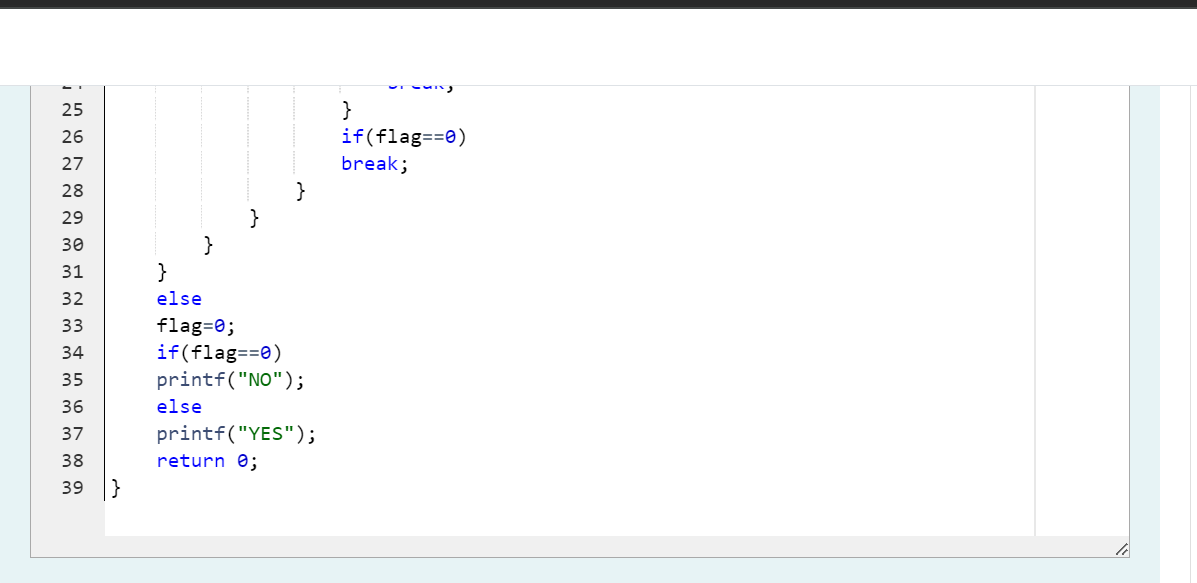 25 }
26 if(flag==0)
27 break;
28 }
29 }
30 }
31 }
32 else
33 flag=0;
34 if(flag==0)
35 printf("NO");
36 else
37 printf("YES");
38 return 0;
39 }